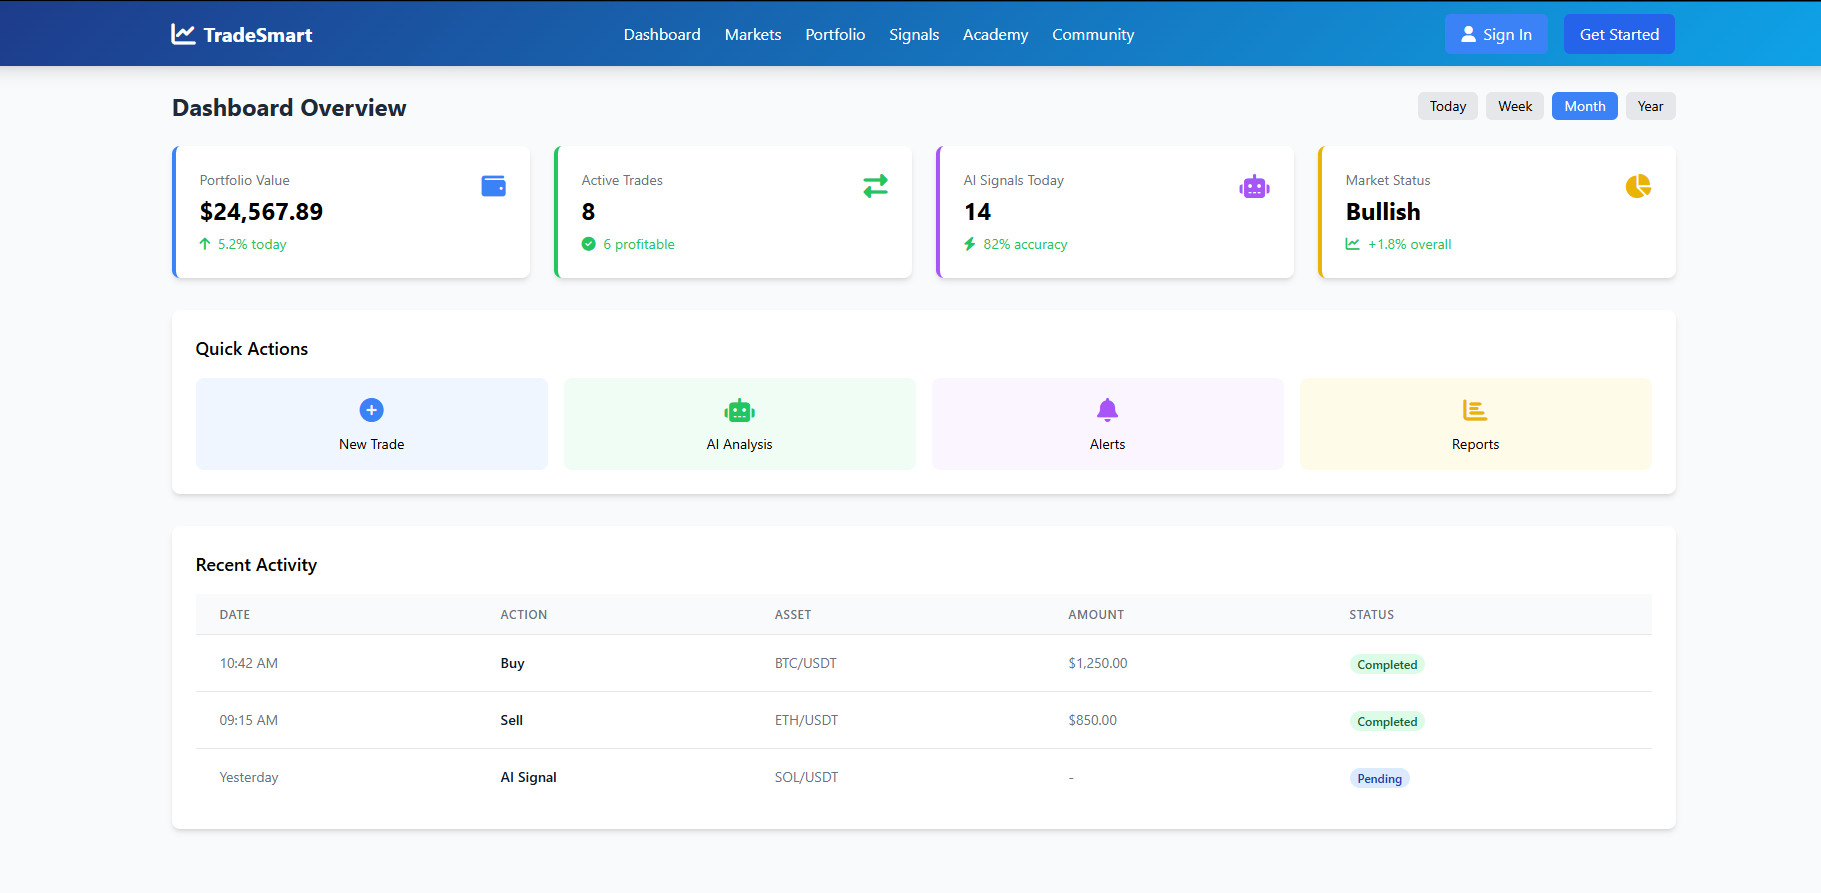 TradeSmart
Dashboard Markets Portfolio Signals Academy Community
Sign In Get Started
Dashboard Overview
Today Week Month Year
Portfolio Value
$24,567.89
5.2% today
Active Trades
8
6 profitable
AI Signals Today
14
82% accuracy
Market Status
Bullish
+1.8% overall
Quick Actions
New Trade
AI Analysis
Alerts
Reports
Recent Activity
DATE ACTION ASSET AMOUNT STATUS
10:42 AM Buy BTC/USDT $1,250.00 Completed
09:15 AM Sell ETH/USDT $850.00 Completed
Yesterday AI Signal SOL/USDT - Pending